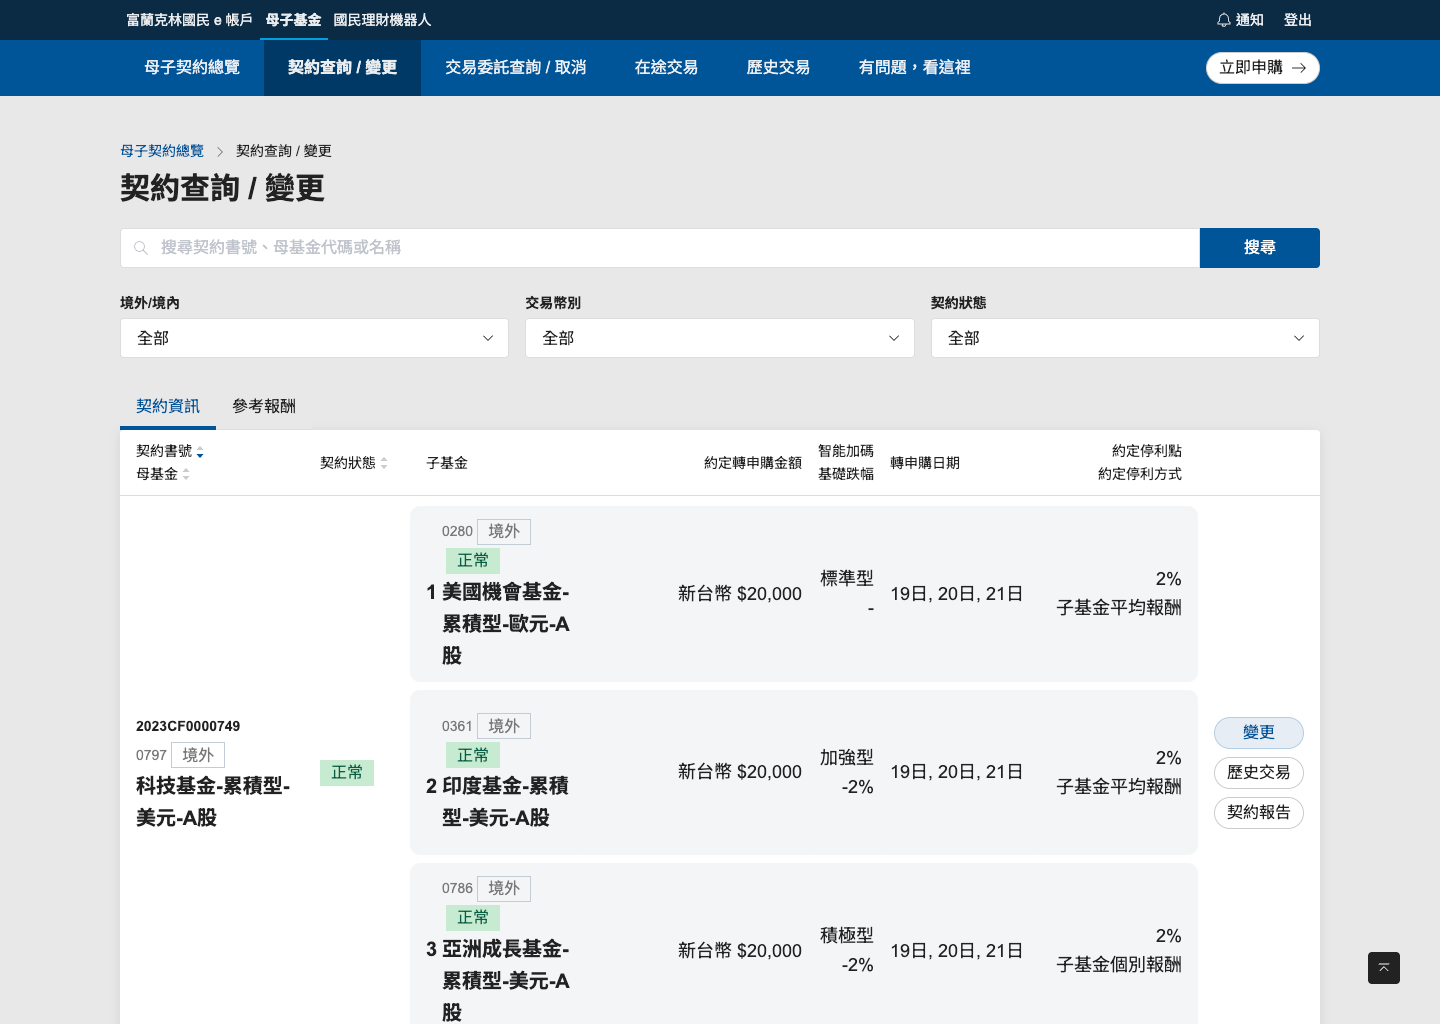 富蘭克林國民 e 帳戶 母子基金 國民理財機器人 通知 登出
母子契約總覽 契約查詢 / 變更 交易委託查詢 / 取消 在途交易 歷史交易 有問題，看這裡 立即申購
母子契約總覽 契約查詢 / 變更
契約查詢 / 變更
搜尋契約書號、母基金代碼或名稱 搜尋
境外/境內 交易幣別 契約狀態
全部 全部 全部
契約資訊 參考報酬
契約書號
母基金
契約狀態
子基金
約定轉申購金額
智能加碼
基礎跌幅
轉申購日期
約定停利點
約定停利方式
2023CF0000749
0797 境外
科技基金-累積型-
美元-A股
正常
0280 境外
正常
1 美國機會基金-
累積型-歐元-A
股
新台幣 $20,000
標準型
-
19日, 20日, 21日
2%
子基金平均報酬
0361 境外
正常
2 印度基金-累積
型-美元-A股
新台幣 $20,000
加強型
-2%
19日, 20日, 21日
2%
子基金平均報酬
0786 境外
正常
3 亞洲成長基金-
累積型-美元-A
股
新台幣 $20,000
積極型
-2%
19日, 20日, 21日
2%
子基金個別報酬
變更
歷史交易
契約報告